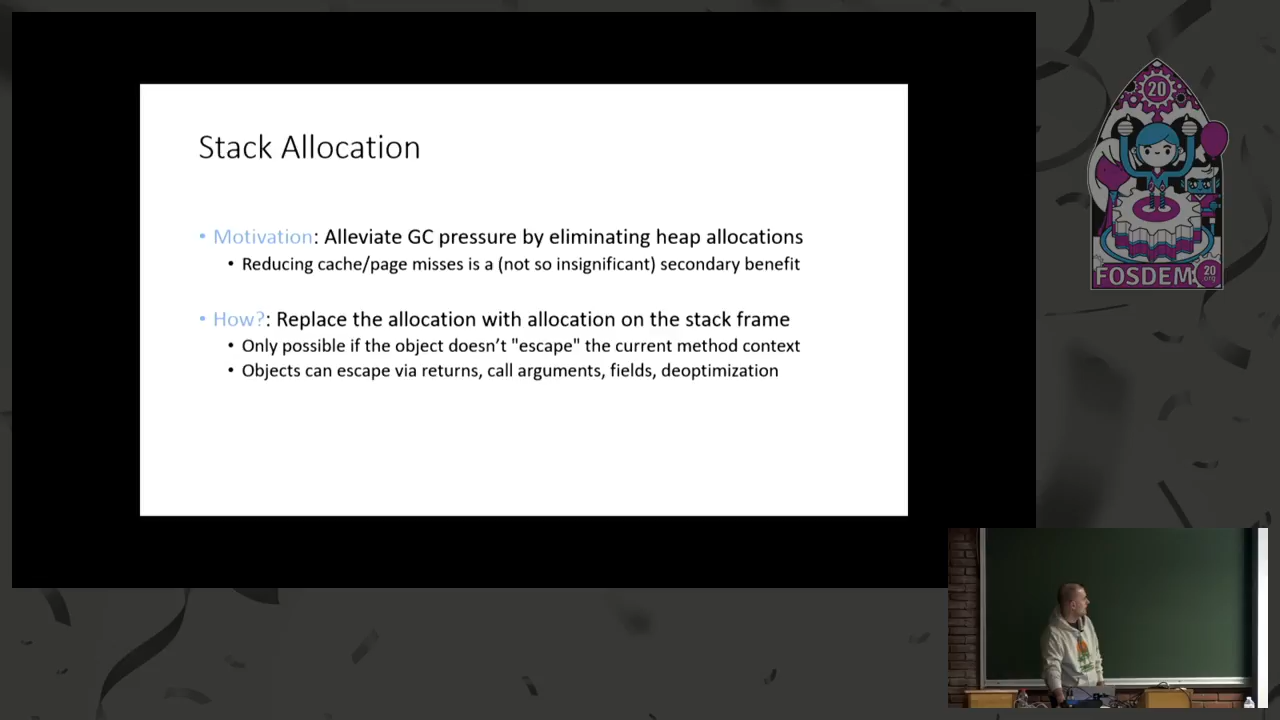 Stack Allocation
• Motivation: Alleviate GC pressure by eliminating heap allocations
• Reducing cache/page misses is a (not so insignificant) secondary benefit
• How?: Replace the allocation with allocation on the stack frame
• Only possible if the object doesn’t "escape" the current method context
• Objects can escape via returns, call arguments, fields, deoptimization
20
FOSDEM
20
.org